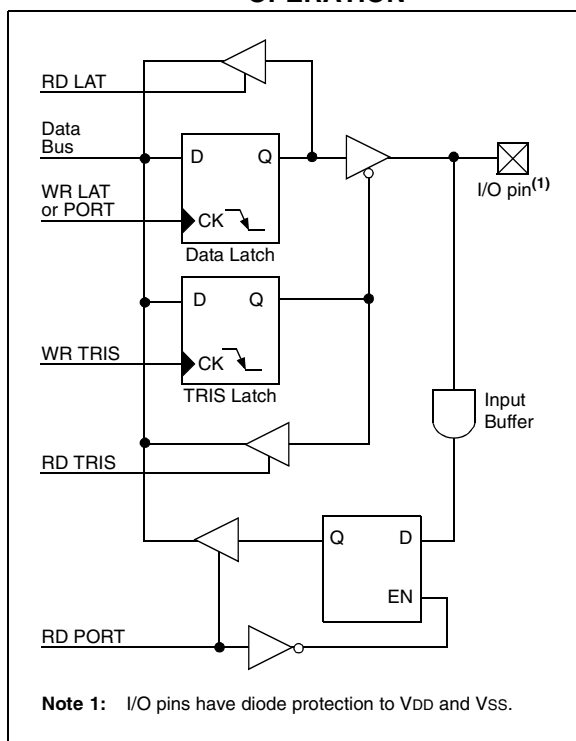 OPERATION
RD LAT
Data
Bus
D
Q
WR LAT
or PORT
CK
Data Latch
I/O pin(1)
D
Q
WR TRIS
CK
TRIS Latch
Input
Buffer
RD TRIS
Q
D
EN
RD PORT
Note 1: I/O pins have diode protection to VDD and VSS.